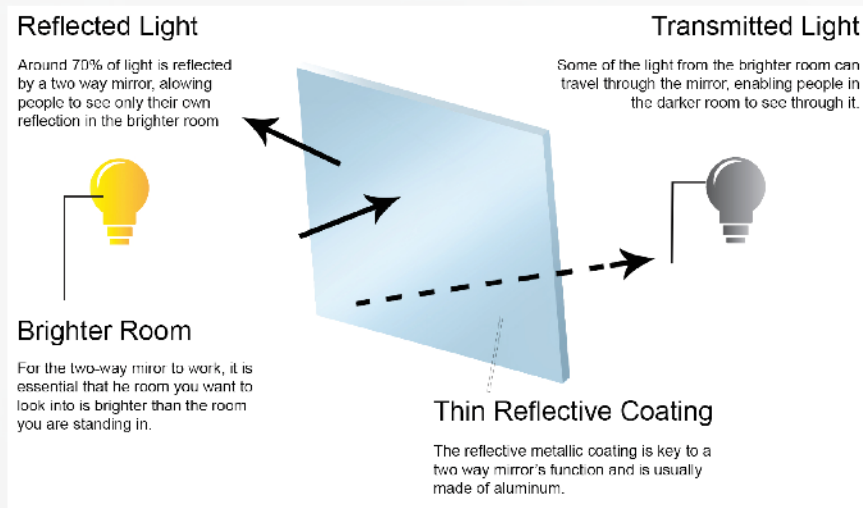 Reflected Light
Around 70% of light is reflected
by a two way mirror, alowing
people to see only their own
reflection in the brighter room
Transmitted Light
Some of the light from the brighter room can
travel through the mirror, enabling people in
the darker room to see through it.
Brighter Room
For the two-way miror to work, it is
essential that he room you want to
look into is brighter than the room
you are standing in.
Thin Reflective Coating
The reflective metallic coating is key to a
two way mirror's function and is usually
made of aluminum.